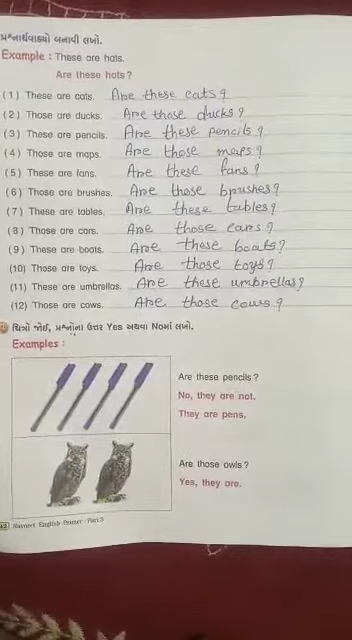 પ્રશ્નાર્થવાક્યો બનાવી લખો.
Example : These are hats.
Are these hats?
(1) These are cats. Are these cats?
(2) Those are ducks. Are those ducks?
(3) These are pencils. Are these pencils?
(4) Those are maps. Are those maps?
(5) These are fans. Are these fans?
(6) Those are brushes. Are those brushes?
(7) These are tables. Are these tables?
(8) Those are cars. Are those cars?
(9) These are boats. Are these boats?
(10) Those are toys. Are those toys?
(11) These are umbrellas. Are these umbrellas?
(12) Those are cows. Are those cows?
ચિત્રો જોઈ, પ્રશ્નોના ઉત્તર Yes અથવા Noમાં લખો.
Examples :
Are these pencils?
No, they are not.
They are pens.
Are those owls?
Yes, they are.
Navneet English Primer : Part 3